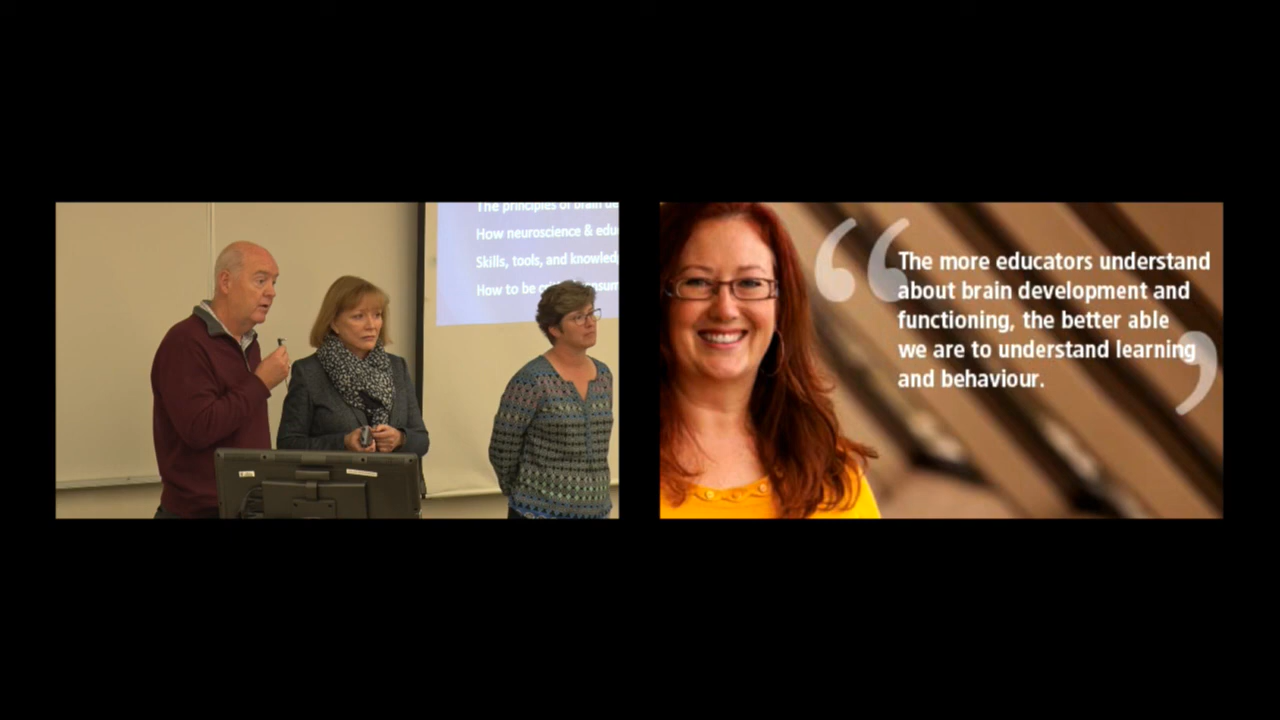 The principles of brain de
How neuroscience & edu
Skills, tools, and knowled
How to be
The more educators understand
about brain development and
functioning, the better able
we are to understand learning
and behaviour.